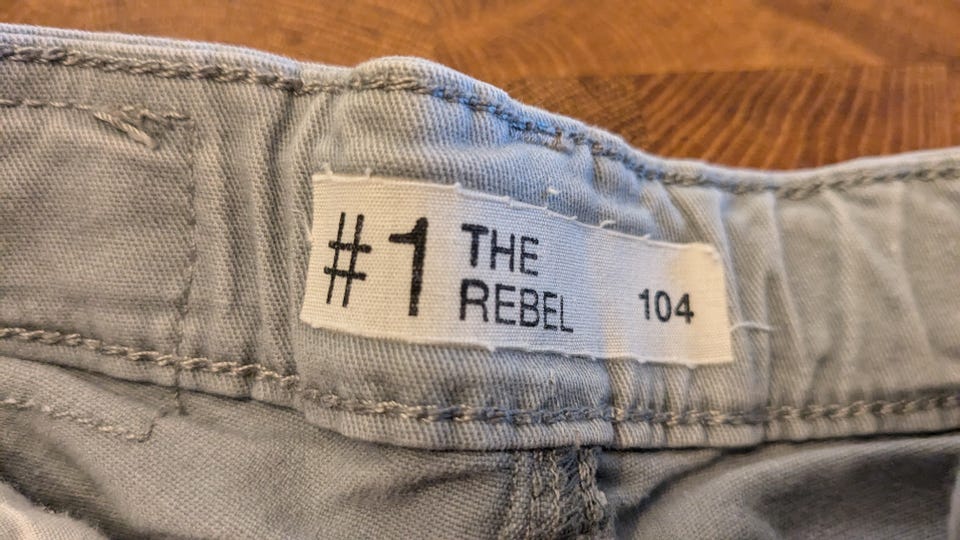 #1
THE
REBEL
104